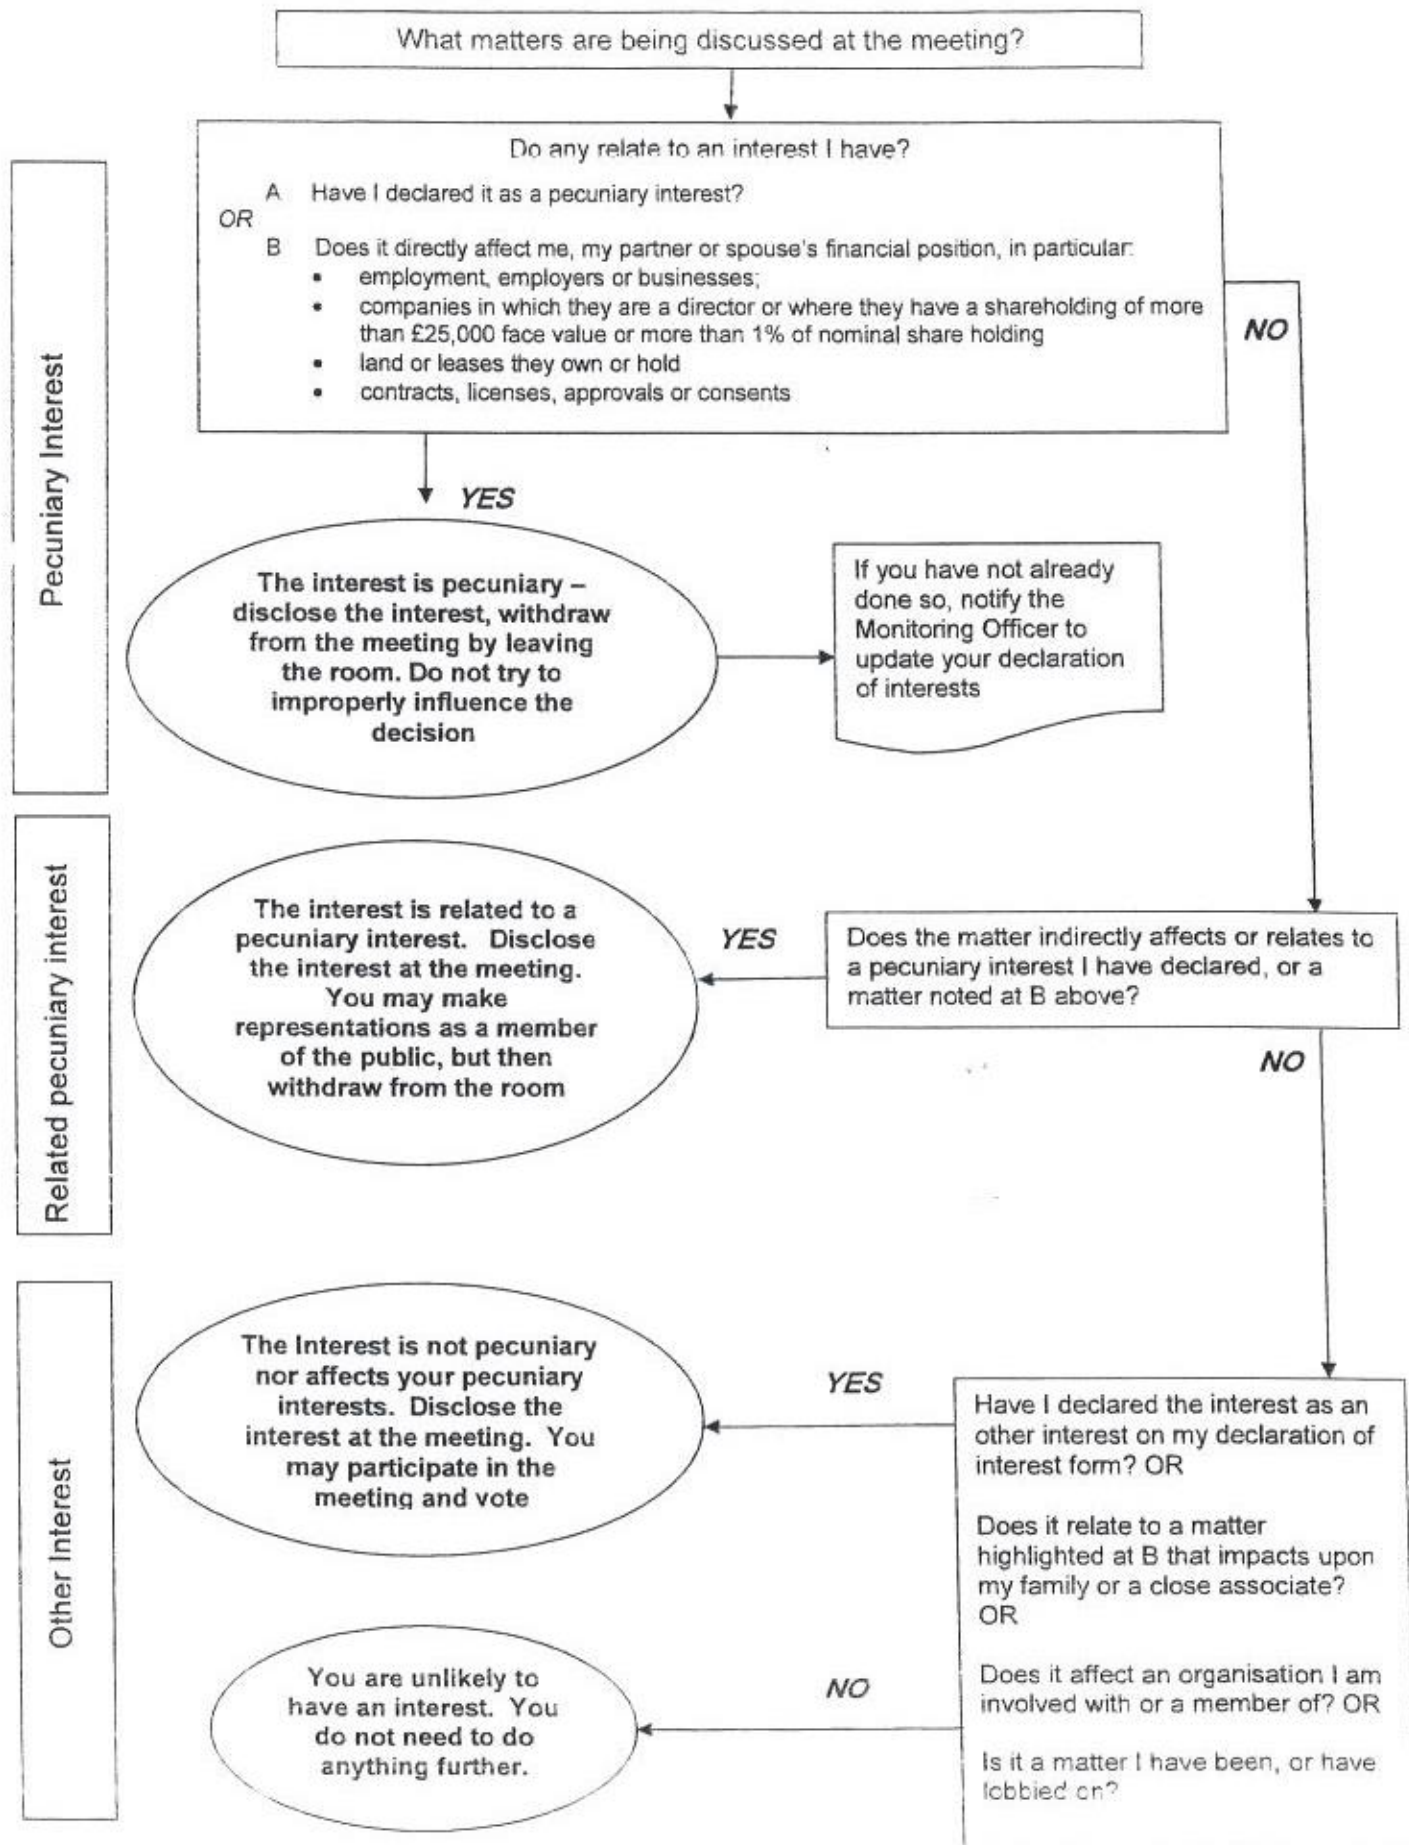 What matters are being discussed at the meeting?
Do any relate to an interest I have?
A Have I declared it as a pecuniary interest?
OR
B Does it directly affect me, my partner or spouse's financial position, in particular:
• employment, employers or businesses;
• companies in which they are a director or where they have a shareholding of more
than £25,000 face value or more than 1% of nominal share holding
• land or leases they own or hold
• contracts, licenses, approvals or consents
NO
Pecuniary Interest
YES
The interest is pecuniary –
disclose the interest, withdraw
from the meeting by leaving
the room. Do not try to
improperly influence the
decision
If you have not already
done so, notify the
Monitoring Officer to
update your declaration
of interests
Related pecuniary interest
The interest is related to a
pecuniary interest. Disclose
the interest at the meeting.
You may make
representations as a member
of the public, but then
withdraw from the room
YES
Does the matter indirectly affects or relates to
a pecuniary interest I have declared, or a
matter noted at B above?
NO
Other Interest
The Interest is not pecuniary
nor affects your pecuniary
interests. Disclose the
interest at the meeting. You
may participate in the
meeting and vote
YES
Have I declared the interest as an
other interest on my declaration of
interest form? OR
Does it relate to a matter
highlighted at B that impacts upon
my family or a close associate?
OR
Does it affect an organisation I am
involved with or a member of? OR
Is it a matter I have been, or have
lobbied on?
NO
You are unlikely to
have an interest. You
do not need to do
anything further.